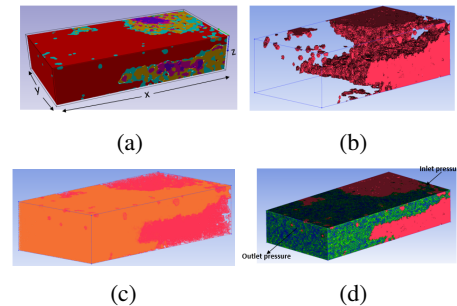 z
y
x
(a)
(b)
Inlet pressu
Outlet pressure
(c)
(d)